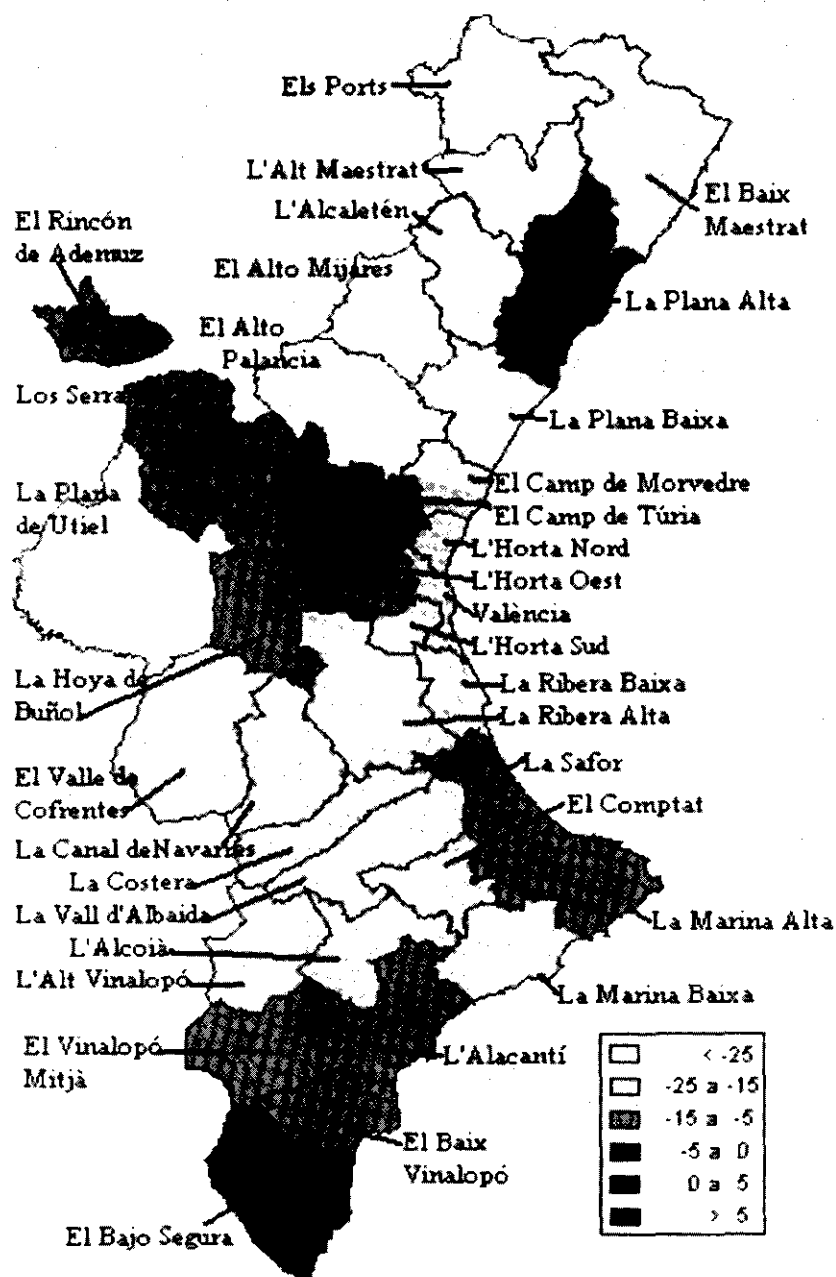 Els Ports
L'Alt Maestrat
El Baix
Maestrat
L'Alcaletén
El Rincón
de Ademuz
El Alto Mijares
La Plana Alta
El Alto
Palancia
Los Serra
La Plana Baixa
El Camp de Morvedre
La Plana
de Utiel
El Camp de Túria
L'Horta Nord
L'Horta Oest
València
L'Horta Sud
La Hoya de
Buñol
La Ribera Baixa
La Ribera Alta
La Safor
El Valle de
Cofrentes
El Comptat
La Canal deNavarrés
La Costera
La Vall d'Albaida
La Marina Alta
L'Alcoià
L'Alt Vinalopó
La Marina Baixa
El Vinalopó
Mitjà
L'Alacantí
El Baix
Vinalopó
El Bajo Segura
< -25
-25 a -15
-15 a -5
-5 a 0
0 a 5
> 5